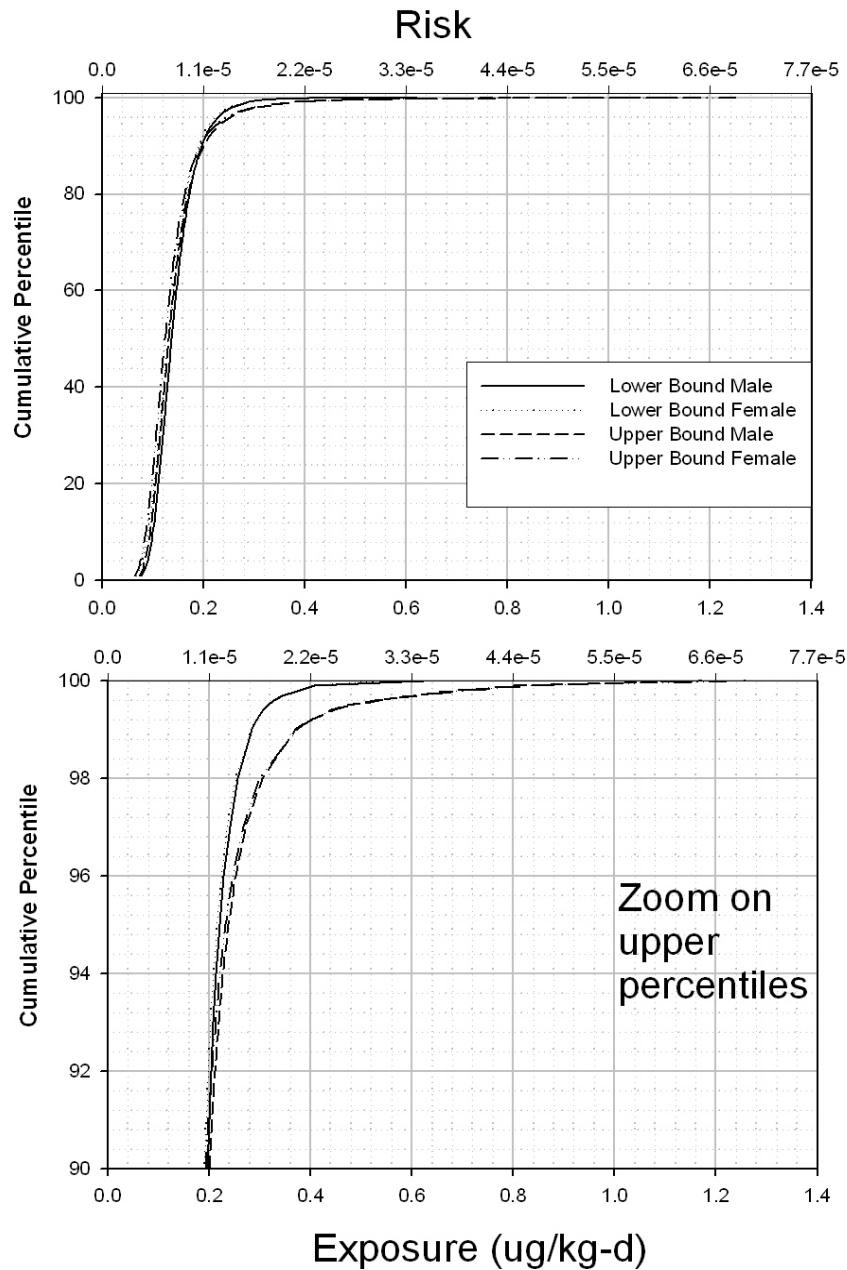 Risk
0.0 1.1e-5 2.2e-5 3.3e-5 4.4e-5 5.5e-5 6.6e-5 7.7e-5
100
80
60
40
20
0
Cumulative Percentile
Lower Bound Male
Lower Bound Female
Upper Bound Male
Upper Bound Female
0.0 0.2 0.4 0.6 0.8 1.0 1.2 1.4
0.0 1.1e-5 2.2e-5 3.3e-5 4.4e-5 5.5e-5 6.6e-5 7.7e-5
100
98
96
94
92
90
Cumulative Percentile
Zoom on
upper
percentiles
0.0 0.2 0.4 0.6 0.8 1.0 1.2 1.4
Exposure (ug/kg-d)